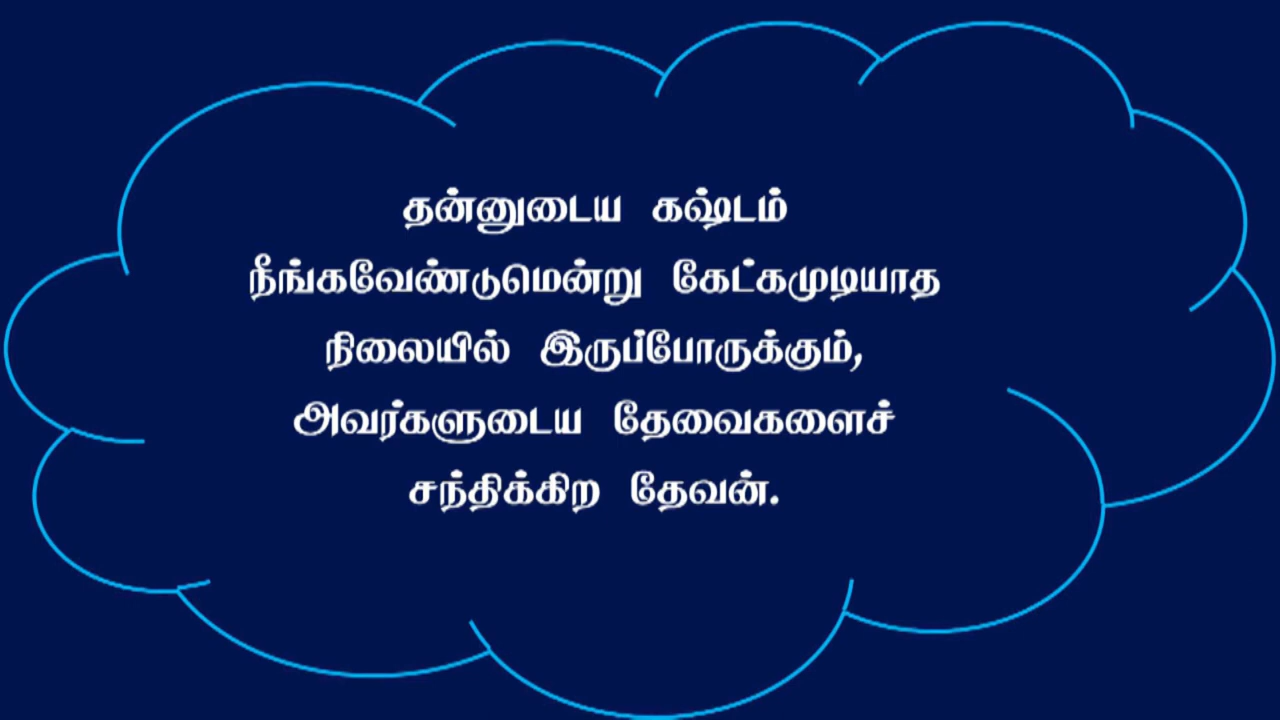 தன்னுடைய கஷ்டம்
நீங்கவேண்டுமென்று கேட்கமுடியாத
நிலையில் இருப்போருக்கும்,
அவர்களுடைய தேவைகளைச்
சந்திக்கிற தேவன்.